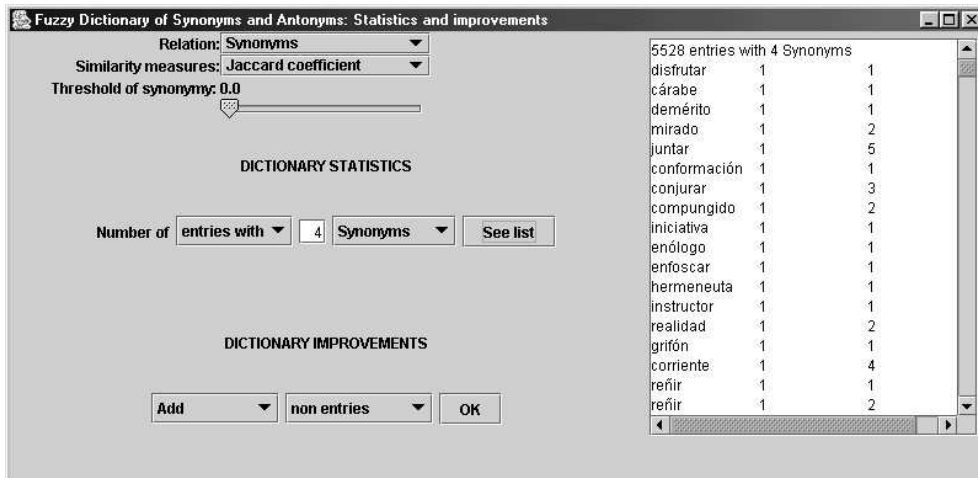 Fuzzy Dictionary of Synonyms and Antonyms: Statistics and improvements
Relation: Synonyms
Similarity measures: Jaccard coefficient
Threshold of synonymy: 0.0
DICTIONARY STATISTICS
Number of entries with 4 Synonyms See list
DICTIONARY IMPROVEMENTS
Add non entries OK
5528 entries with 4 Synonyms
disfrutar 1 1
cárabe 1 1
demérito 1 1
mirado 1 2
juntar 1 5
conformación 1 1
conjurar 1 3
compungido 1 2
iniciativa 1 1
enólogo 1 1
enfoscar 1 1
hermeneuta 1 1
instructor 1 1
realidad 1 2
grifón 1 1
corriente 1 4
reñir 1 1
reñir 1 2